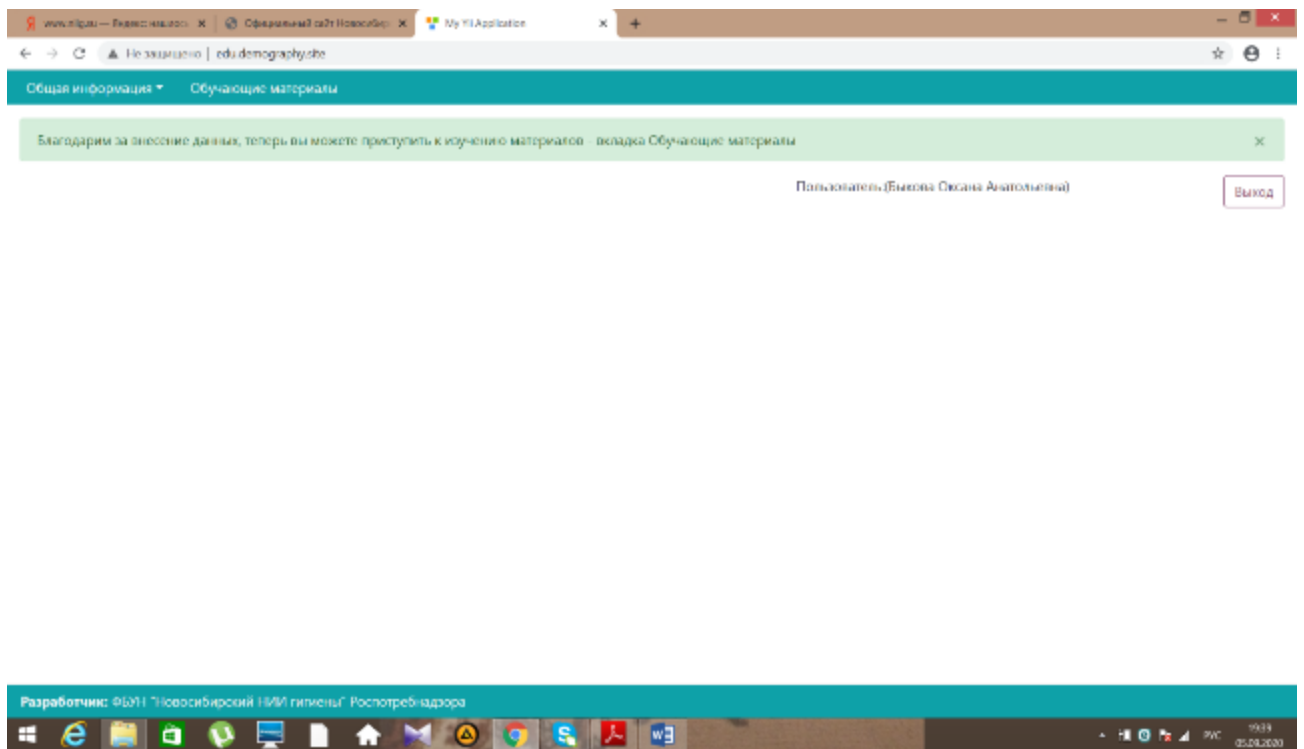 My Yii Application
Не защищено | edu.demography.site
Общая информация Обучающие материалы
Благодарим за внесение данных, теперь вы можете приступить к изучению материалов - вкладка Обучающие материалы
Пользователь:(Быкова Оксана Анатольевна)
Выход
Разработчик: ФБУН "Новосибирский НИИ гигиены" Роспотребнадзора
РУС
19:39
2020